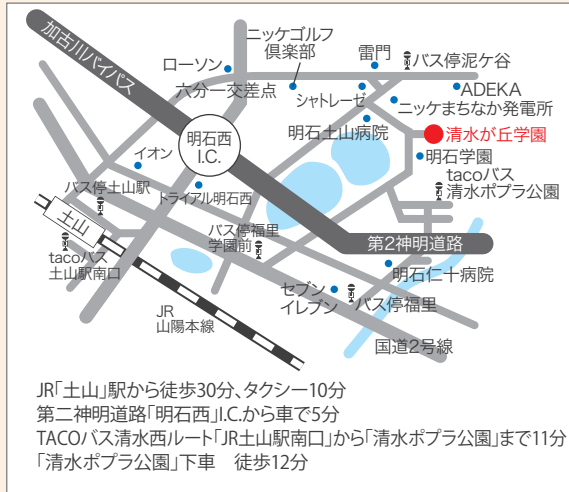 加古川バイパス
ニッケゴルフ
倶楽部
雷門
バス停泥ケ谷
ローソン
六分一交差点
シャトレーゼ
ADEKA
ニッケまちなか発電所
明石土山病院
清水が丘学園
明石西
I.C.
イオン
明石学園
tacoバス
清水ポプラ公園
バス停土山駅
トライアル明石西
土山
バス停福里
学園前
第2神明道路
tacoバス
土山駅南口
明石仁十病院
セブン
イレブン
バス停福里
JR
山陽本線
国道2号線
JR「土山」駅から徒歩30分、タクシー10分
第二神明道路「明石西」I.C.から車で5分
TACOバス清水西ルート「JR土山駅南口」から「清水ポプラ公園」まで11分
「清水ポプラ公園」下車　徒歩12分